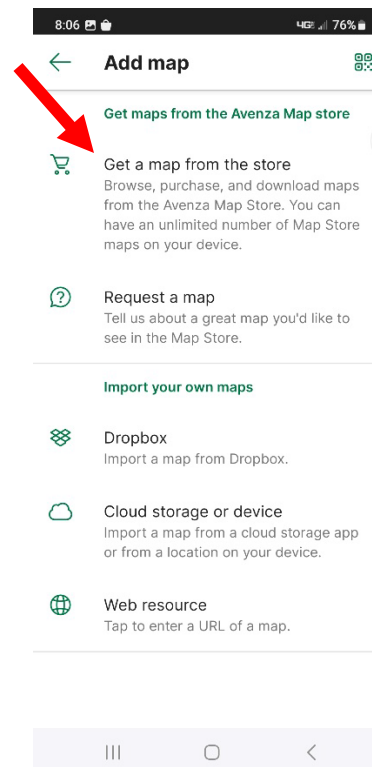 8:06 4GE 76%
Add map
Get maps from the Avenza Map store
Get a map from the store
Browse, purchase, and download maps
from the Avenza Map Store. You can
have an unlimited number of Map Store
maps on your device.
Request a map
Tell us about a great map you'd like to
see in the Map Store.
Import your own maps
Dropbox
Import a map from Dropbox.
Cloud storage or device
Import a map from a cloud storage app
or from a location on your device.
Web resource
Tap to enter a URL of a map.